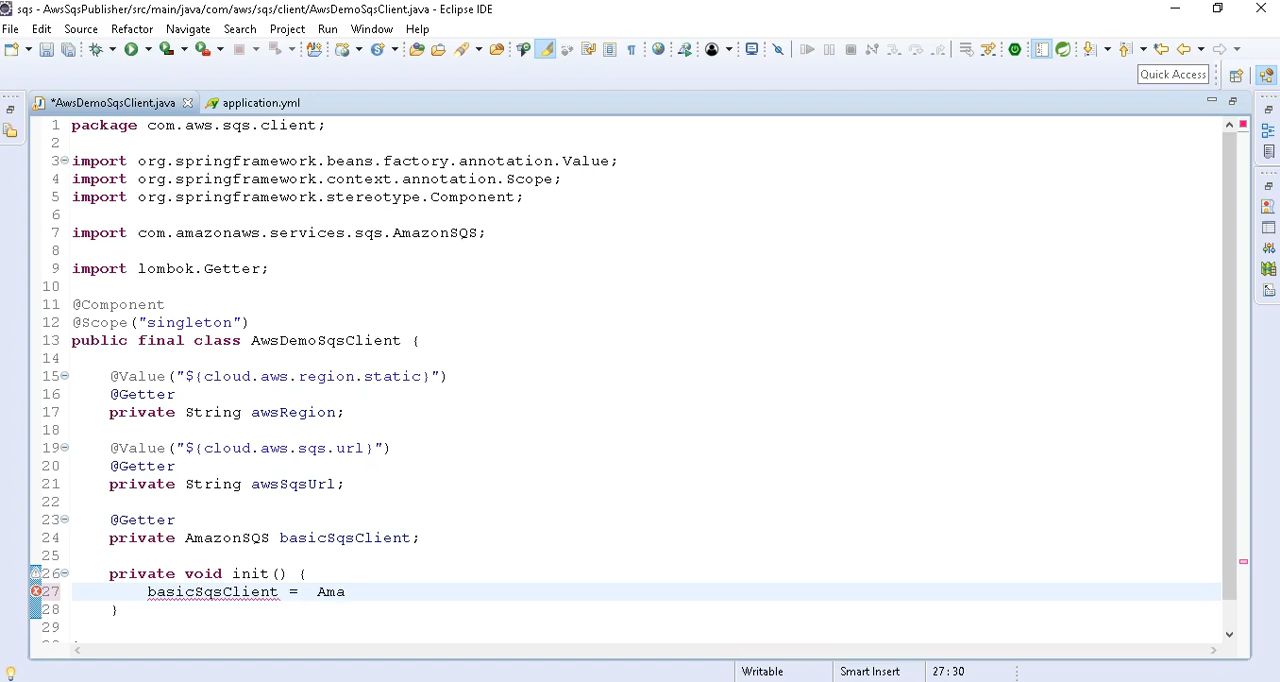 sqs - AwsSqsPublisher/src/main/java/com/aws/sqs/client/AwsDemoSqsClient.java - Eclipse IDE
File Edit Source Refactor Navigate Search Project Run Window Help
Quick Access
*AwsDemoSqsClient.java application.yml
1 package com.aws.sqs.client;
2
3 import org.springframework.beans.factory.annotation.Value;
4 import org.springframework.context.annotation.Scope;
5 import org.springframework.stereotype.Component;
6
7 import com.amazonaws.services.sqs.AmazonSQS;
8
9 import lombok.Getter;
10
11 @Component
12 @Scope("singleton")
13 public final class AwsDemoSqsClient {
14
15 @Value("${cloud.aws.region.static}")
16 @Getter
17 private String awsRegion;
18
19 @Value("${cloud.aws.sqs.url}")
20 @Getter
21 private String awsSqsUrl;
22
23 @Getter
24 private AmazonSQS basicSqsClient;
25
26 private void init() {
27 basicSqsClient = Ama
28 }
29
Writable Smart Insert 27:30